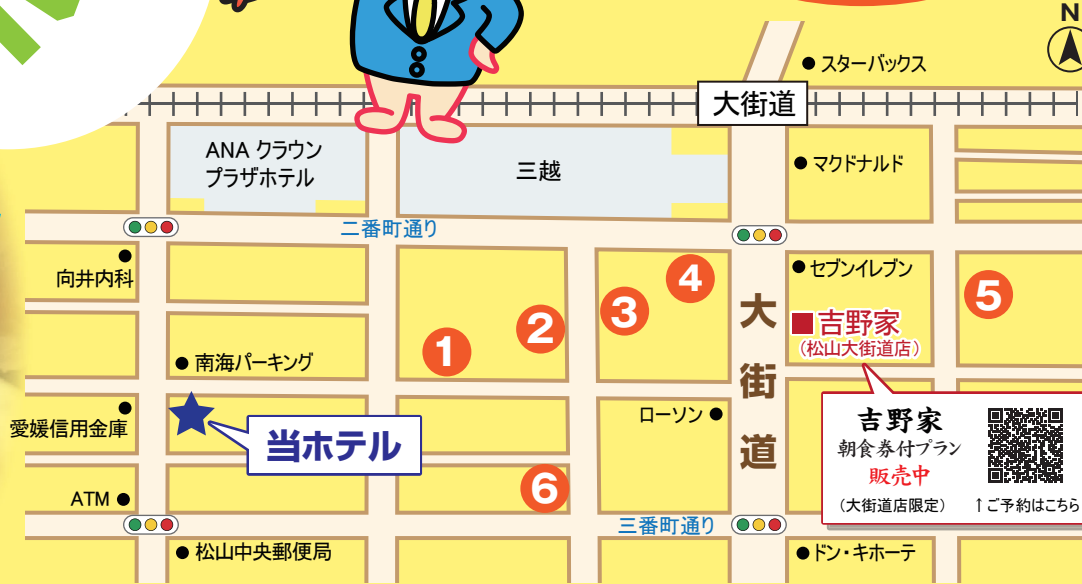 N
スターバックス
大街道
ANA クラウン
プラザホテル
三越
マクドナルド
二番町通り
向井内科
セブンイレブン
④
⑤
③
②
①
大
街
道
吉野家
(松山大街道店)
南海パーキング
愛媛信用金庫
当ホテル
ローソン
吉野家
朝食券付プラン
販売中
(大街道店限定)
↑ご予約はこちら
ATM
⑥
三番町通り
松山中央郵便局
ドン・キホーテ